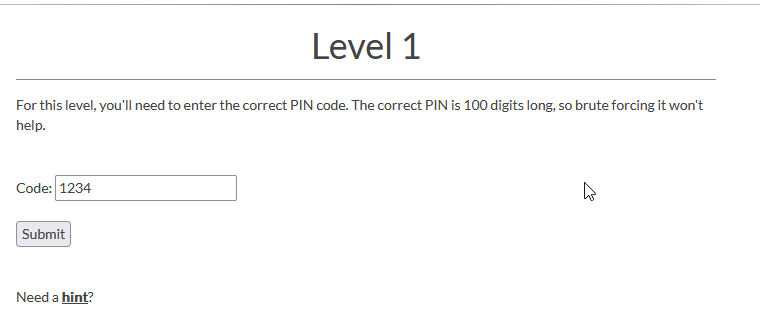 Level 1
For this level, you'll need to enter the correct PIN code. The correct PIN is 100 digits long, so brute forcing it won't
help.
Code: 1234
Submit
Need a hint?